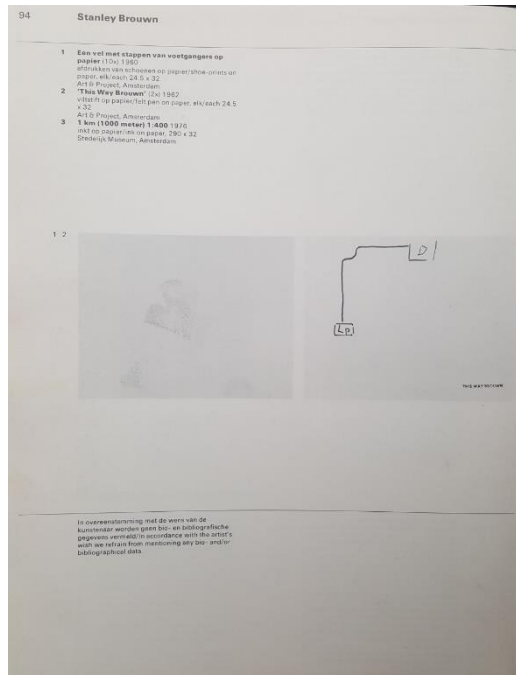 94
Stanley Brouwn
1 Een vel met stappen van voetgangers op
papier (10x) 1960
afdrukken van schoenen op papier/shoe-prints on
paper, elk/each 24.5 x 32
Art & Project, Amsterdam
2 'This Way Brouwn' (2x) 1962
viltstift op papier/felt pen on paper, elk/each 24.5
x 32
Art & Project, Amsterdam
3 1 km (1000 meter) 1:400 1976
inkt op papier/ink on paper, 290 x 32
Stedelijk Museum, Amsterdam
1 2
D
Lp
THIS WAY BROUWN
In overeenstemming met de wens van de
kunstenaar worden geen bio- en bibliografische
gegevens vermeld/In accordance with the artist's
wish we refrain from mentioning any bio- and/or
bibliographical data